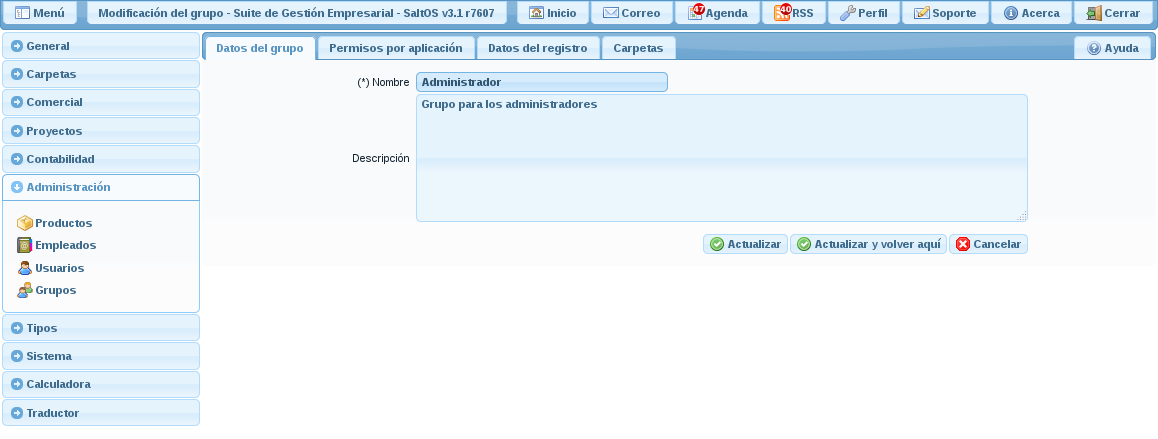 Menú
Modificación del grupo - Suite de Gestión Empresarial - SaltOS v3.1 r7607
Inicio
Correo
47
Agenda
40
RSS
Perfil
Soporte
Acerca
Cerrar
General
Carpetas
Comercial
Proyectos
Contabilidad
Administración
Productos
Empleados
Usuarios
Grupos
Tipos
Sistema
Calculadora
Traductor
Datos del grupo
Permisos por aplicación
Datos del registro
Carpetas
Ayuda
(*) Nombre
Administrador
Descripción
Grupo para los administradores
Actualizar
Actualizar y volver aquí
Cancelar